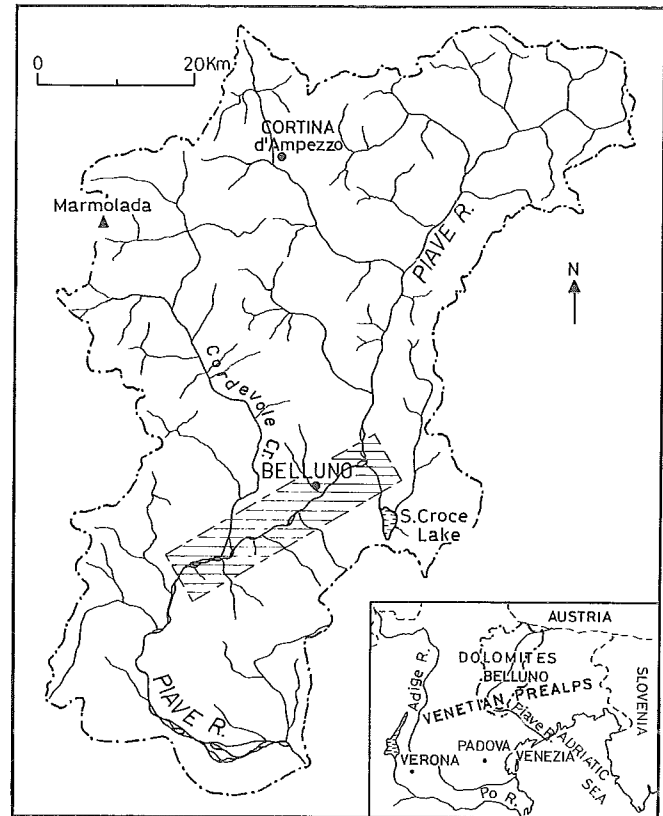 0 20Km
CORTINA
d'Ampezzo
Marmolada
PIAVE R.
N
Cordevole Cr.
BELLUNO
S. Croce
Lake
PIAVE R.
AUSTRIA
DOLOMITES
BELLUNO
VENETIAN PREALPS
SLOVENIA
Adige R.
Piave R.
ADRIATIC
SEA
PADOVA
VERONA
VENEZIA
Po R.